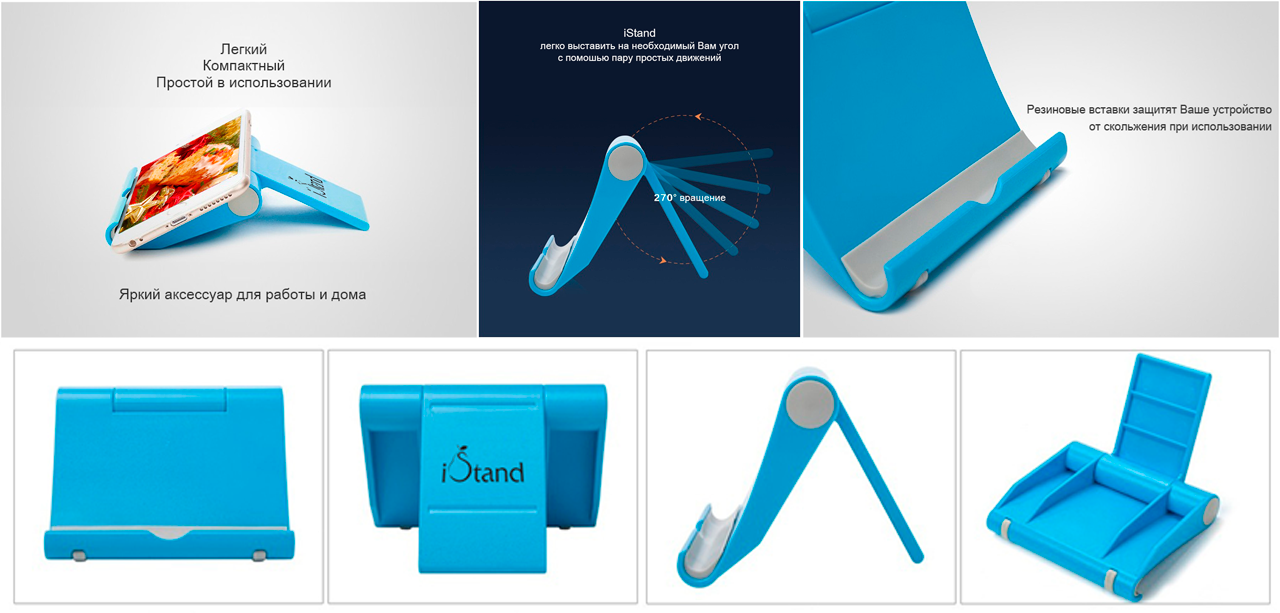 Легкий
Компактный
Простой в использовании
iStand
Яркий аксессуар для работы и дома
iStand
легко выставить на необходимый Вам угол
с помошью пару простых движений
270° вращение
Резиновые вставки защитят Ваше устройство
от скольжения при использовании
iStand